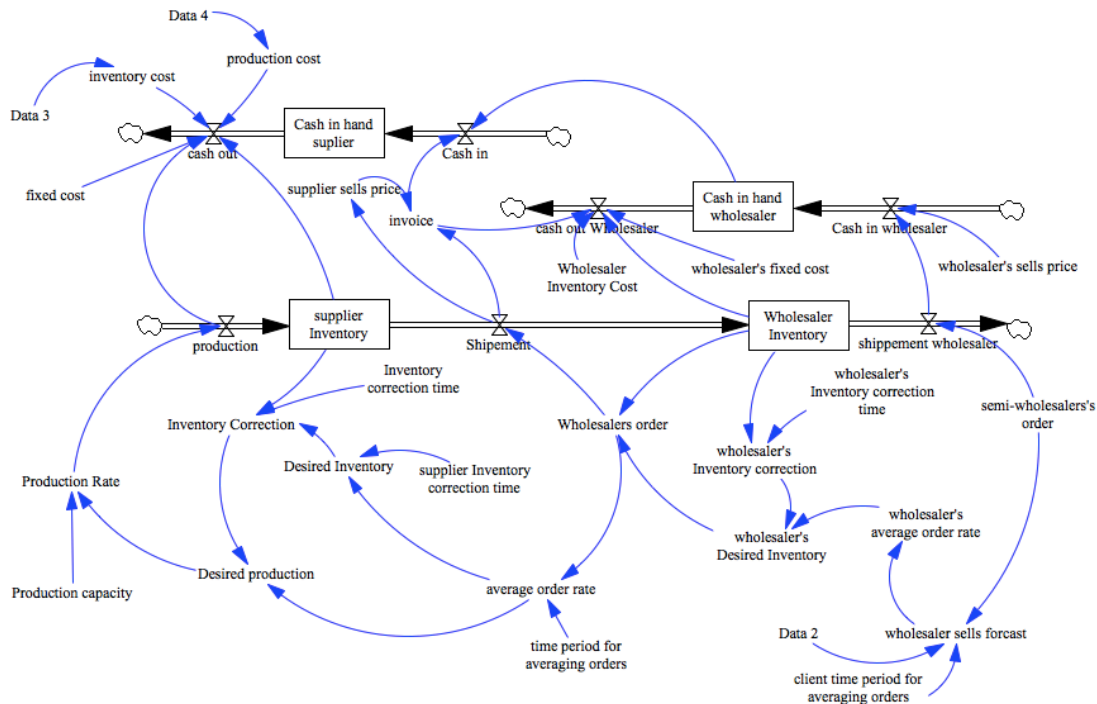 Data 4
production cost
inventory cost
Data 3
Cash in hand
suplier
cash out
Cash in
fixed cost
supplier sells price
invoice
Cash in hand
wholesaler
cash out Wholesaler
Cash in wholesaler
Wholesaler
Inventory Cost
wholesaler's fixed cost
wholesaler's sells price
supplier
Inventory
Wholesaler
Inventory
production
Shipement
shippement wholesaler
Inventory
correction time
wholesaler's
Inventory correction
time
semi-wholesalers's
order
Inventory Correction
Wholesalers order
Desired Inventory
supplier Inventory
correction time
wholesaler's
Inventory correction
Production Rate
wholesaler's
average order rate
wholesaler's
Desired Inventory
Desired production
average order rate
Production capacity
time period for
averaging orders
Data 2
wholesaler sells forcast
client time period for
averaging orders